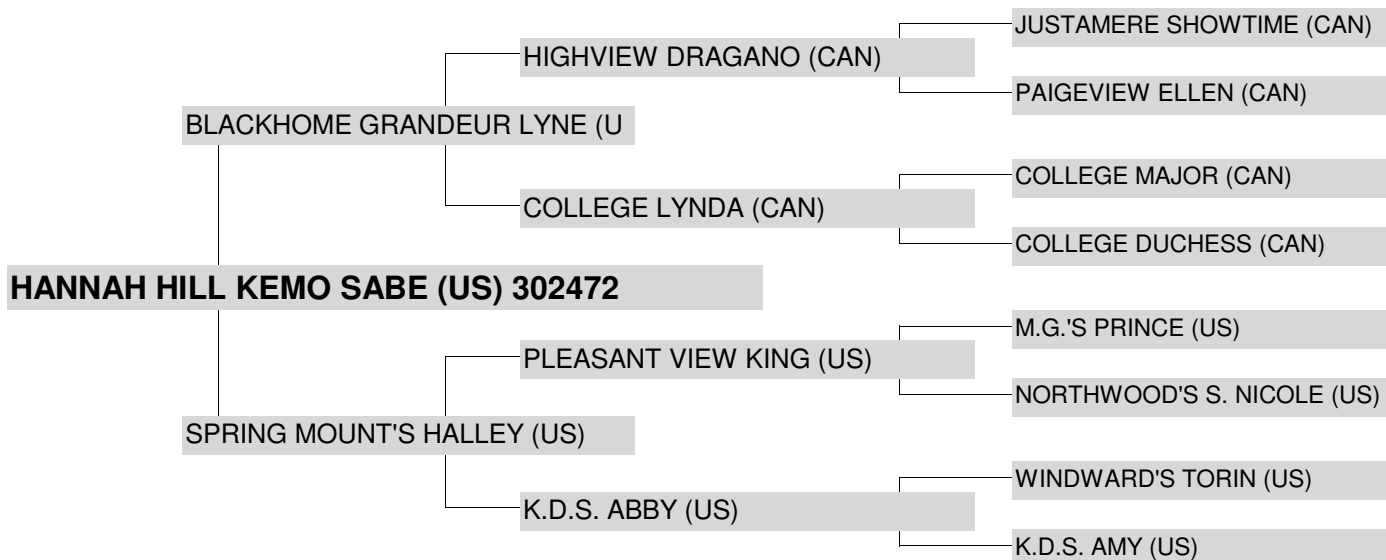 JUSTAMERE SHOWTIME (CAN)
HIGHVIEW DRAGANO (CAN)
PAIGEVIEW ELLEN (CAN)
BLACKHOME GRANDEUR LYNE (U
COLLEGE MAJOR (CAN)
COLLEGE LYNDA (CAN)
COLLEGE DUCHESS (CAN)
HANNAH HILL KEMO SABE (US) 302472
M.G.'S PRINCE (US)
PLEASANT VIEW KING (US)
NORTHWOOD'S S. NICOLE (US)
SPRING MOUNT'S HALLEY (US)
WINDWARD'S TORIN (US)
K.D.S. ABBY (US)
K.D.S. AMY (US)